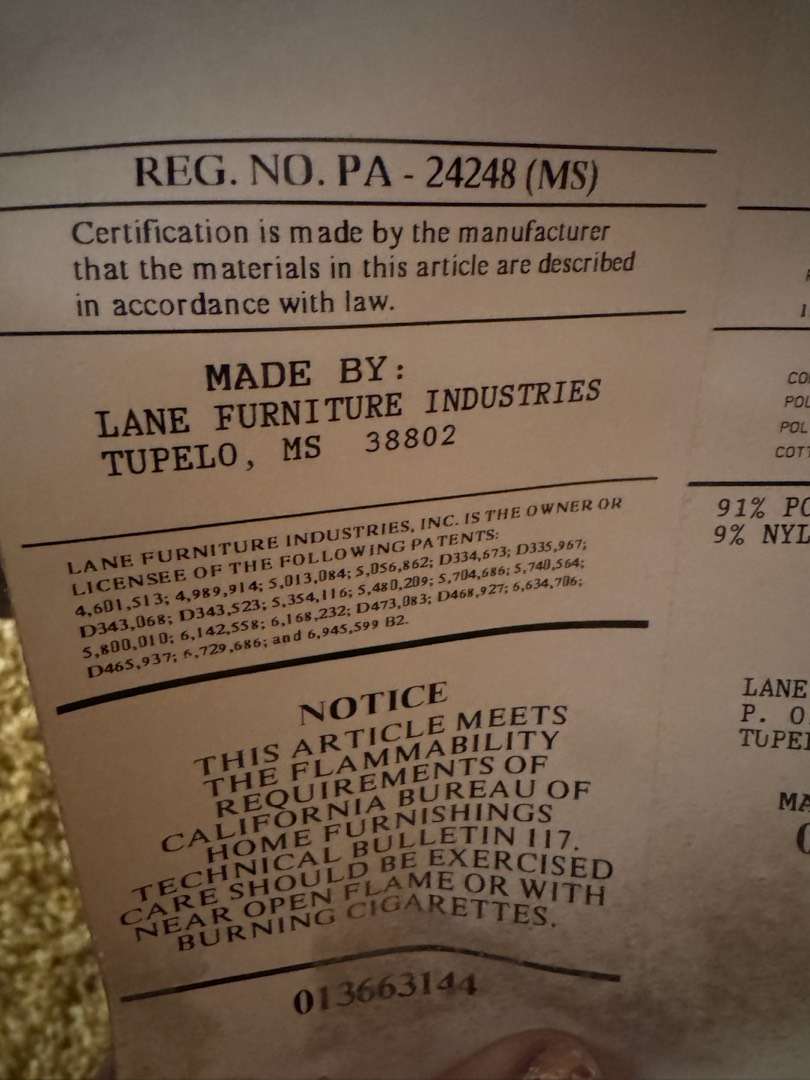 REG. NO. PA - 24248 (MS)
Certification is made by the manufacturer
that the materials in this article are described
in accordance with law.
MADE BY:
LANE FURNITURE INDUSTRIES
TUPELO, MS 38802
LANE FURNITURE INDUSTRIES, INC. IS THE OWNER OR
LICENSEE OF THE FOLLOWING PATENTS:
4,601,513; 4,989,914; 5,013,084; 5,056,862; D334,673; D335,967;
D343,068; D343,523; 5,354,116; 5,480,209; 5,704,686; 5,740,564;
5,800,010; 6,142,558; 6,168,232; D473,083; D468,927; 6,634,706;
D465,937; 6,729,686; and 6,945,599 B2.
NOTICE
THIS ARTICLE MEETS
THE FLAMMABILITY
REQUIREMENTS OF
CALIFORNIA BUREAU OF
HOME FURNISHINGS
TECHNICAL BULLETIN 117.
CARE SHOULD BE EXERCISED
NEAR OPEN FLAME OR WITH
BURNING CIGARETTES.
013663144
CO
POL
POL
COTT
91% PO
9% NYL
LANE
P. O
TUPE
MA